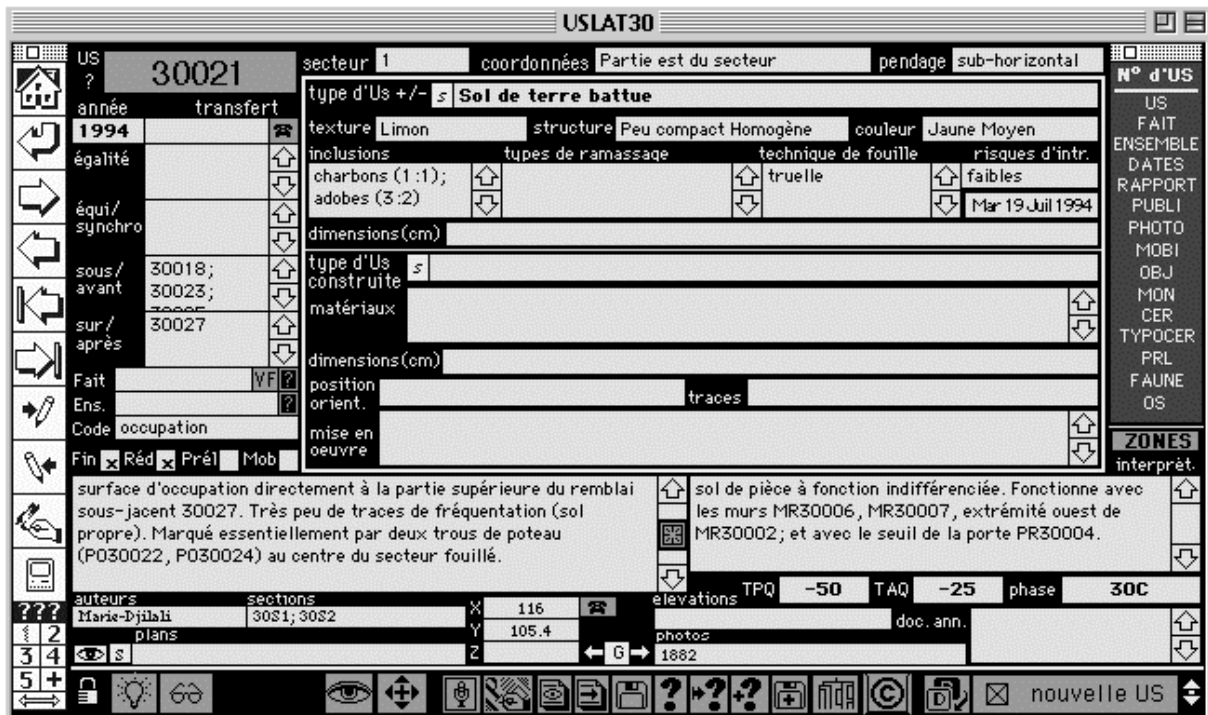 USLAT30
US
?
30021
secteur 1 coordonnées Partie est du secteur pendage sub-horizontal
année transfert
1994
type d'Us +/- s Sol de terre battue
texture Limon structure Peu compact Homogène couleur Jaune Moyen
égalité
inclusions types de ramassage technique de fouille risques d'intr.
charbons (1:1);
adobes (3:2)
truelle
faibles
Mar 19 Juil 1994
équi/
synchro
dimensions(cm)
sous/
avant
30018;
30023;
sur/
après
30027
type d'Us
construite s
matériaux
dimensions(cm)
Fait VF ?
Ens. ?
Code occupation
position
orient.
traces
mise en
oeuvre
Fin x Réd x Prél Mob
N° d'US
US
FAIT
ENSEMBLE
DATES
RAPPORT
PUBLI
PHOTO
MOBI
OBJ
MON
CER
TYPOCER
PRL
FAUNE
OS
ZONES
interprèt.
surface d'occupation directement à la partie supérieure du remblai
sous-jacent 30027. Très peu de traces de fréquentation (sol
propre). Marqué essentiellement par deux trous de poteau
(PO30022, PO30024) au centre du secteur fouillé.
sol de pièce à fonction indifférenciée. Fonctionne avec
les murs MR30006, MR30007, extrémité ouest de
MR30002; et avec le seuil de la porte PR30004.
TPQ -50 TAQ -25 phase 30C
auteurs sections
Marie-Djilali 30S1; 30S2
X 116
Y 105.4
Z
elevations
doc. ann.
plans
s
G
photos
1882
???
1 2
3 4
5 +
? ? +?
©
nouvelle US